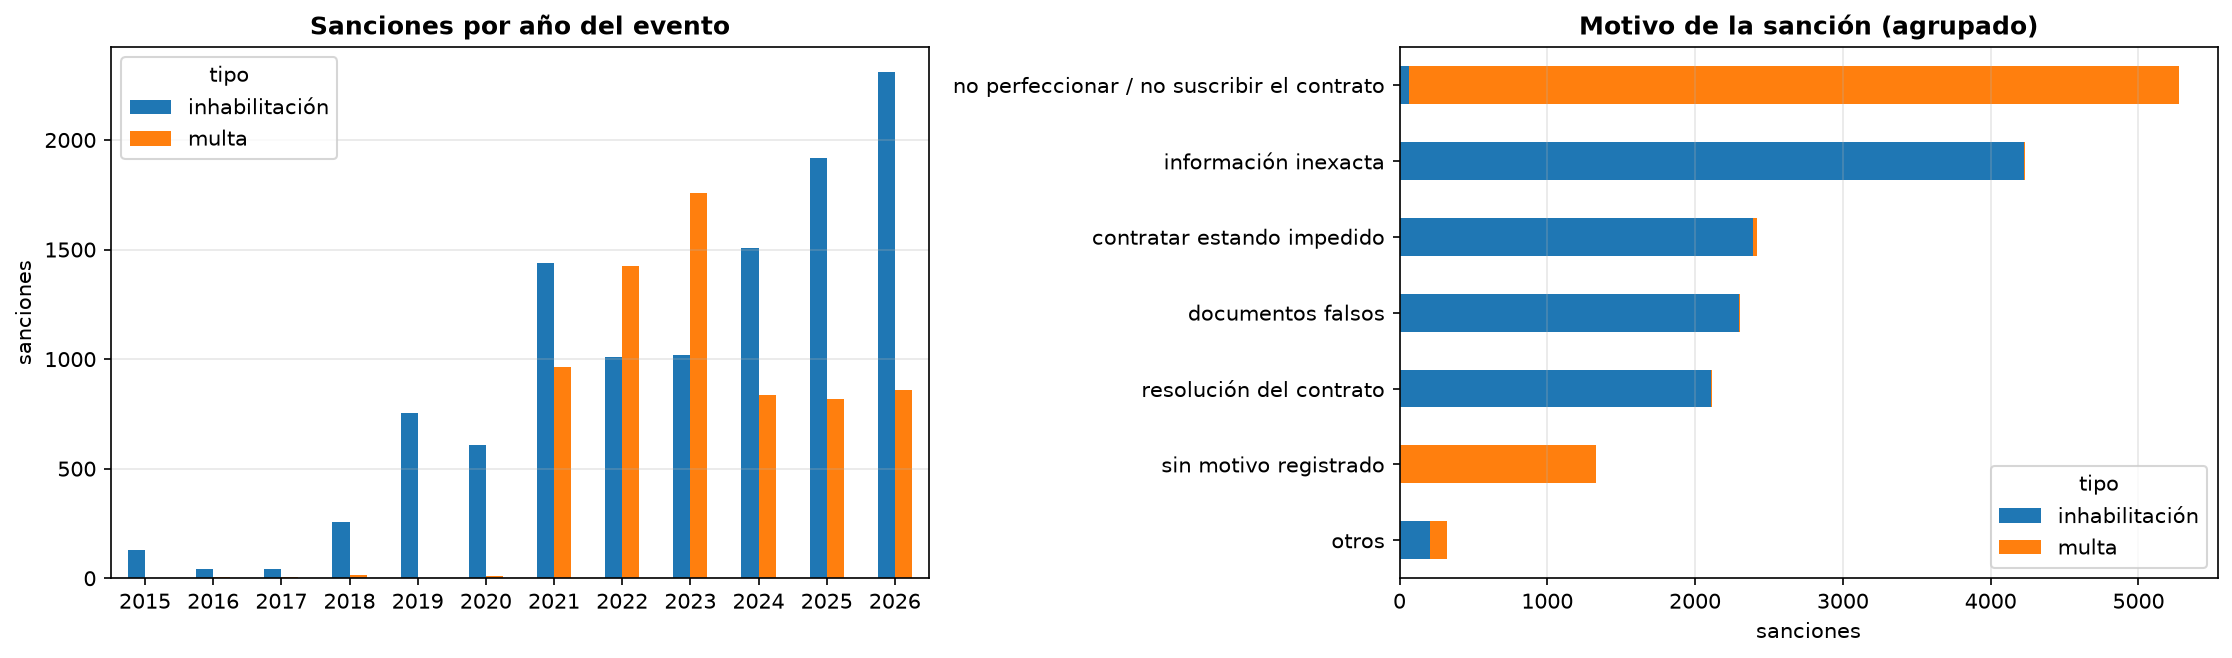 Sanciones por año del evento
tipo
inhabilitación
multa
sanciones
2000
1500
1000
500
0
2015 2016 2017 2018 2019 2020 2021 2022 2023 2024 2025 2026
Motivo de la sanción (agrupado)
no perfeccionar / no suscribir el contrato
información inexacta
contratar estando impedido
documentos falsos
resolución del contrato
sin motivo registrado
otros
tipo
inhabilitación
multa
0 1000 2000 3000 4000 5000
sanciones